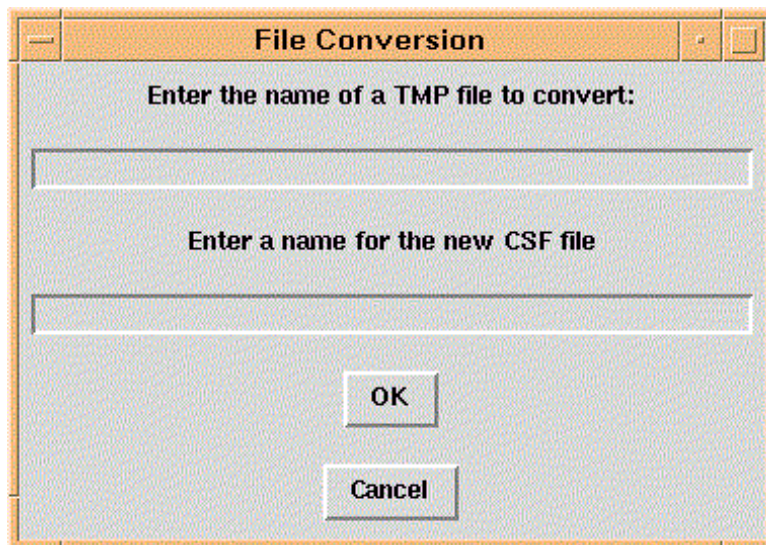 File Conversion
Enter the name of a TMP file to convert:
Enter a name for the new CSF file
OK
Cancel